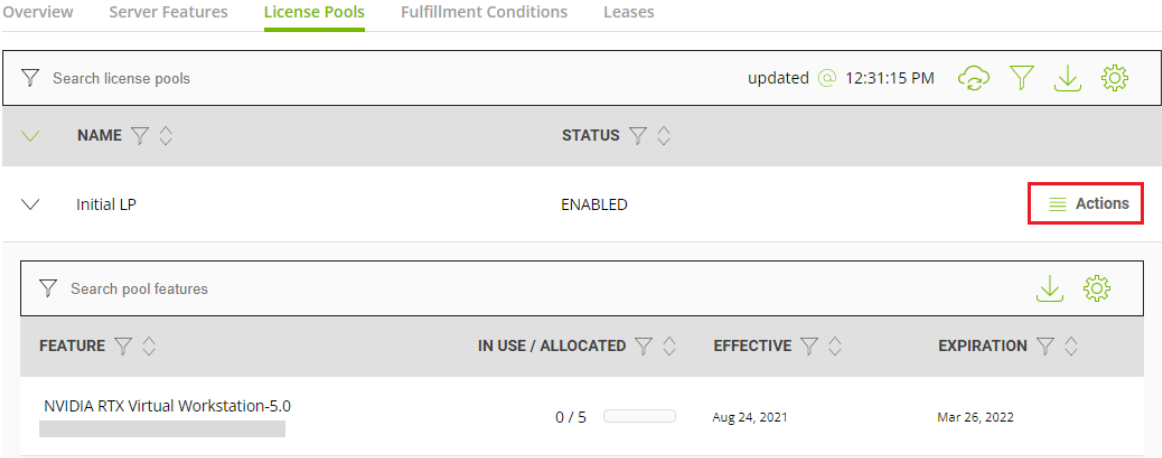 Overview Server Features License Pools Fulfillment Conditions Leases
Search license pools updated @ 12:31:15 PM
NAME STATUS
Initial LP ENABLED Actions
Search pool features
FEATURE IN USE / ALLOCATED EFFECTIVE EXPIRATION
NVIDIA RTX Virtual Workstation-5.0
0 / 5 Aug 24, 2021 Mar 26, 2022